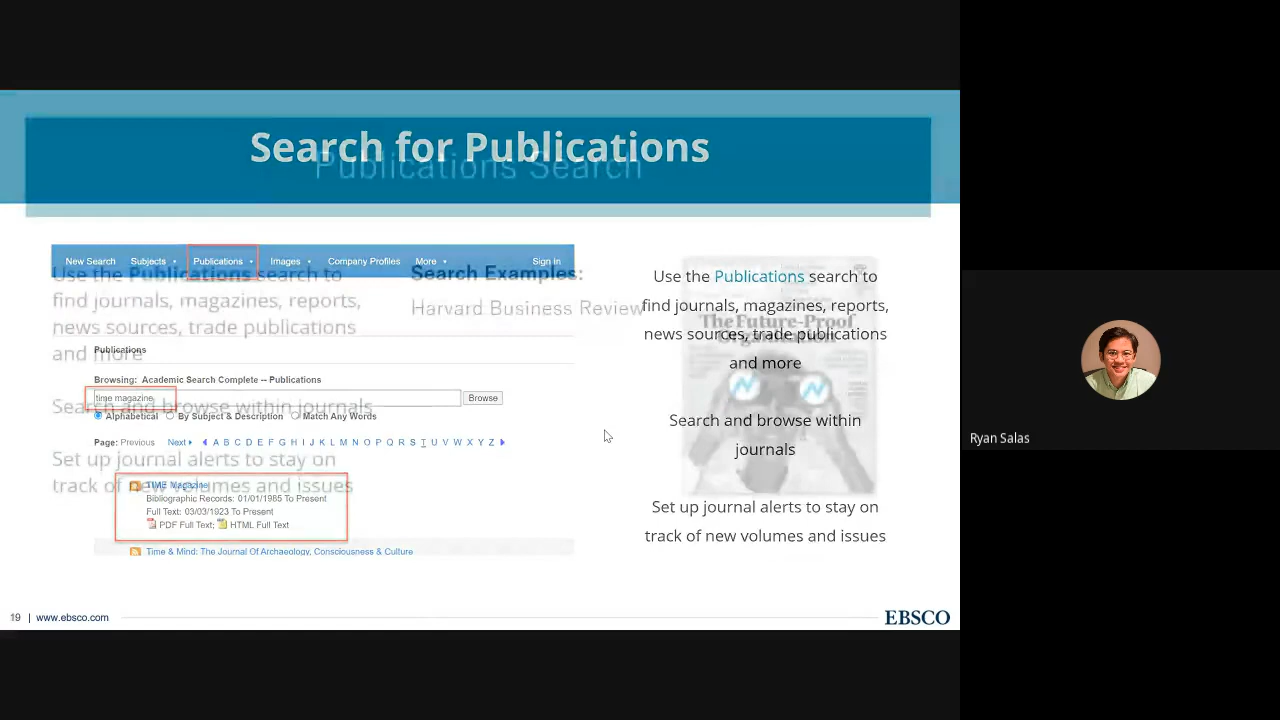 Search for Publications
Publications Search
New Search Subjects Publications Images Company Profiles More Sign In
Use the Publications search to
find journals, magazines, reports,
news sources, trade publications
and more
Search and browse within journals
Set up journal alerts to stay on
track of new volumes and issues
Search Examples:
Harvard Business Review
Publications
Browsing: Academic Search Complete -- Publications
time magazine
Browse
Alphabetical By Subject & Description Match Any Words
Page: Previous Next A B C D E F G H I J K L M N O P Q R S T U V W X Y Z
TIME Magazine
Bibliographic Records: 01/01/1985 To Present
Full Text: 03/03/1923 To Present
PDF Full Text; HTML Full Text
Time & Mind: The Journal Of Archaeology, Consciousness & Culture
Use the Publications search to
find journals, magazines, reports,
news sources, trade publications
and more
Search and browse within
journals
Set up journal alerts to stay on
track of new volumes and issues
The Future-Proof
Organization
19 | www.ebsco.com
EBSCO
Ryan Salas